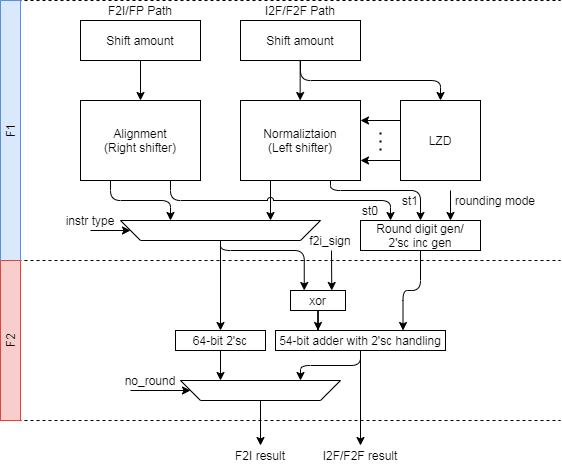 F2I/FP Path
I2F/F2F Path
Shift amount
Shift amount
F1
Alignment
(Right shifter)
Normaliztaion
(Left shifter)
LZD
st1
rounding mode
st0
instr type
Round digit gen/
2'sc inc gen
f2i_sign
F2
xor
64-bit 2'sc
54-bit adder with 2'sc handling
no_round
F2I result
I2F/F2F result